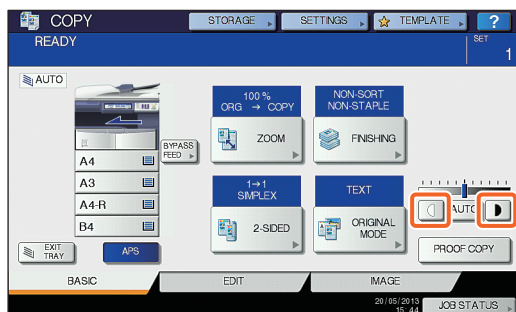 COPY
STORAGE
SETTINGS
TEMPLATE
?
READY
SET
1
AUTO
100 %
ORG → COPY
NON-SORT
NON-STAPLE
ZOOM
FINISHING
BYPASS
FEED
A4
A3
A4-R
B4
1→1
SIMPLEX
TEXT
2-SIDED
ORIGINAL
MODE
AUTO
EXIT
TRAY
APS
PROOF COPY
BASIC
EDIT
IMAGE
20/05/2013
15:44
JOB STATUS